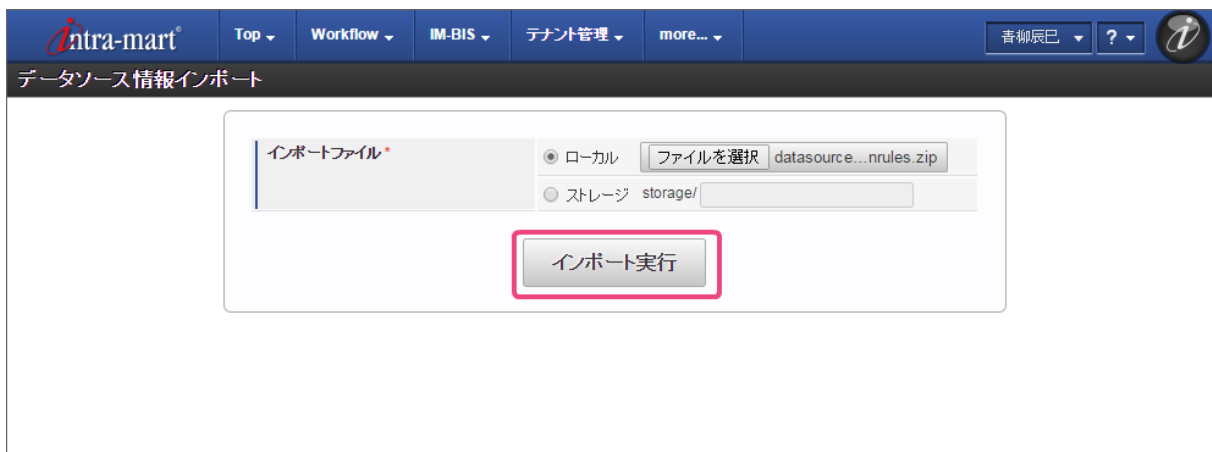 intra-mart® Top Workflow IM-BIS テナント管理 more... 青柳辰巳 ?
データソース情報インポート
インポートファイル* ローカル ファイルを選択 datasource...nrules.zip
ストレージ storage/
インポート実行